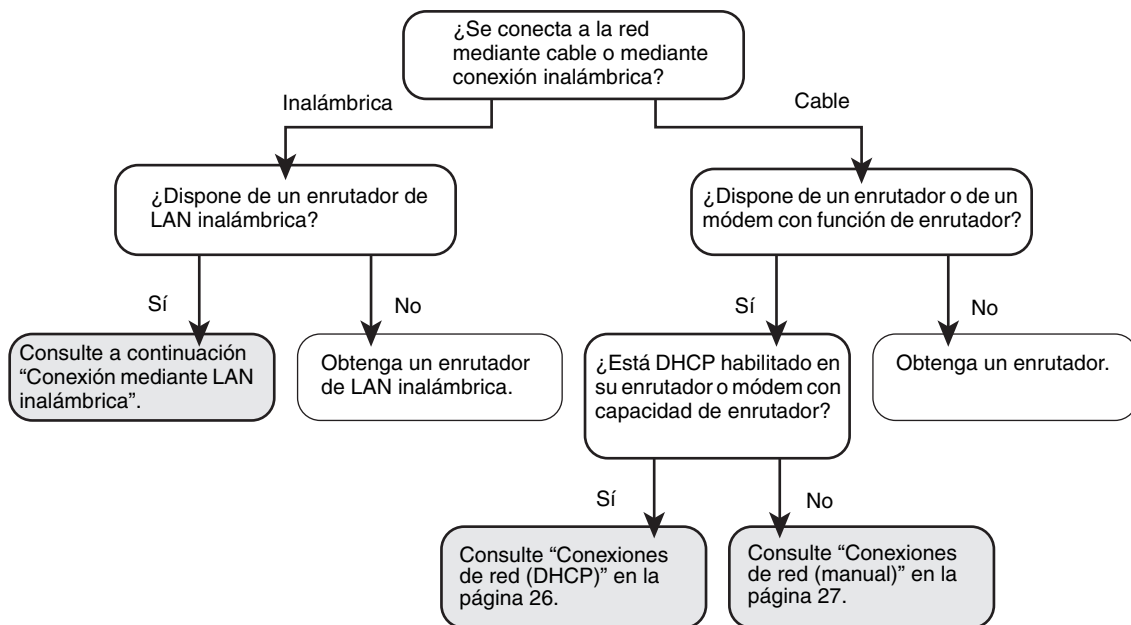 ¿Se conecta a la red
mediante cable o mediante
conexión inalámbrica?
Inalámbrica
Cable
¿Dispone de un enrutador de
LAN inalámbrica?
¿Dispone de un enrutador o de un
módem con función de enrutador?
Sí
No
Sí
No
Consulte a continuación
“Conexión mediante LAN
inalámbrica”.
Obtenga un enrutador
de LAN inalámbrica.
¿Está DHCP habilitado en
su enrutador o módem con
capacidad de enrutador?
Obtenga un enrutador.
Sí
No
Consulte “Conexiones
de red (DHCP)” en la
página 26.
Consulte “Conexiones
de red (manual)” en la
página 27.